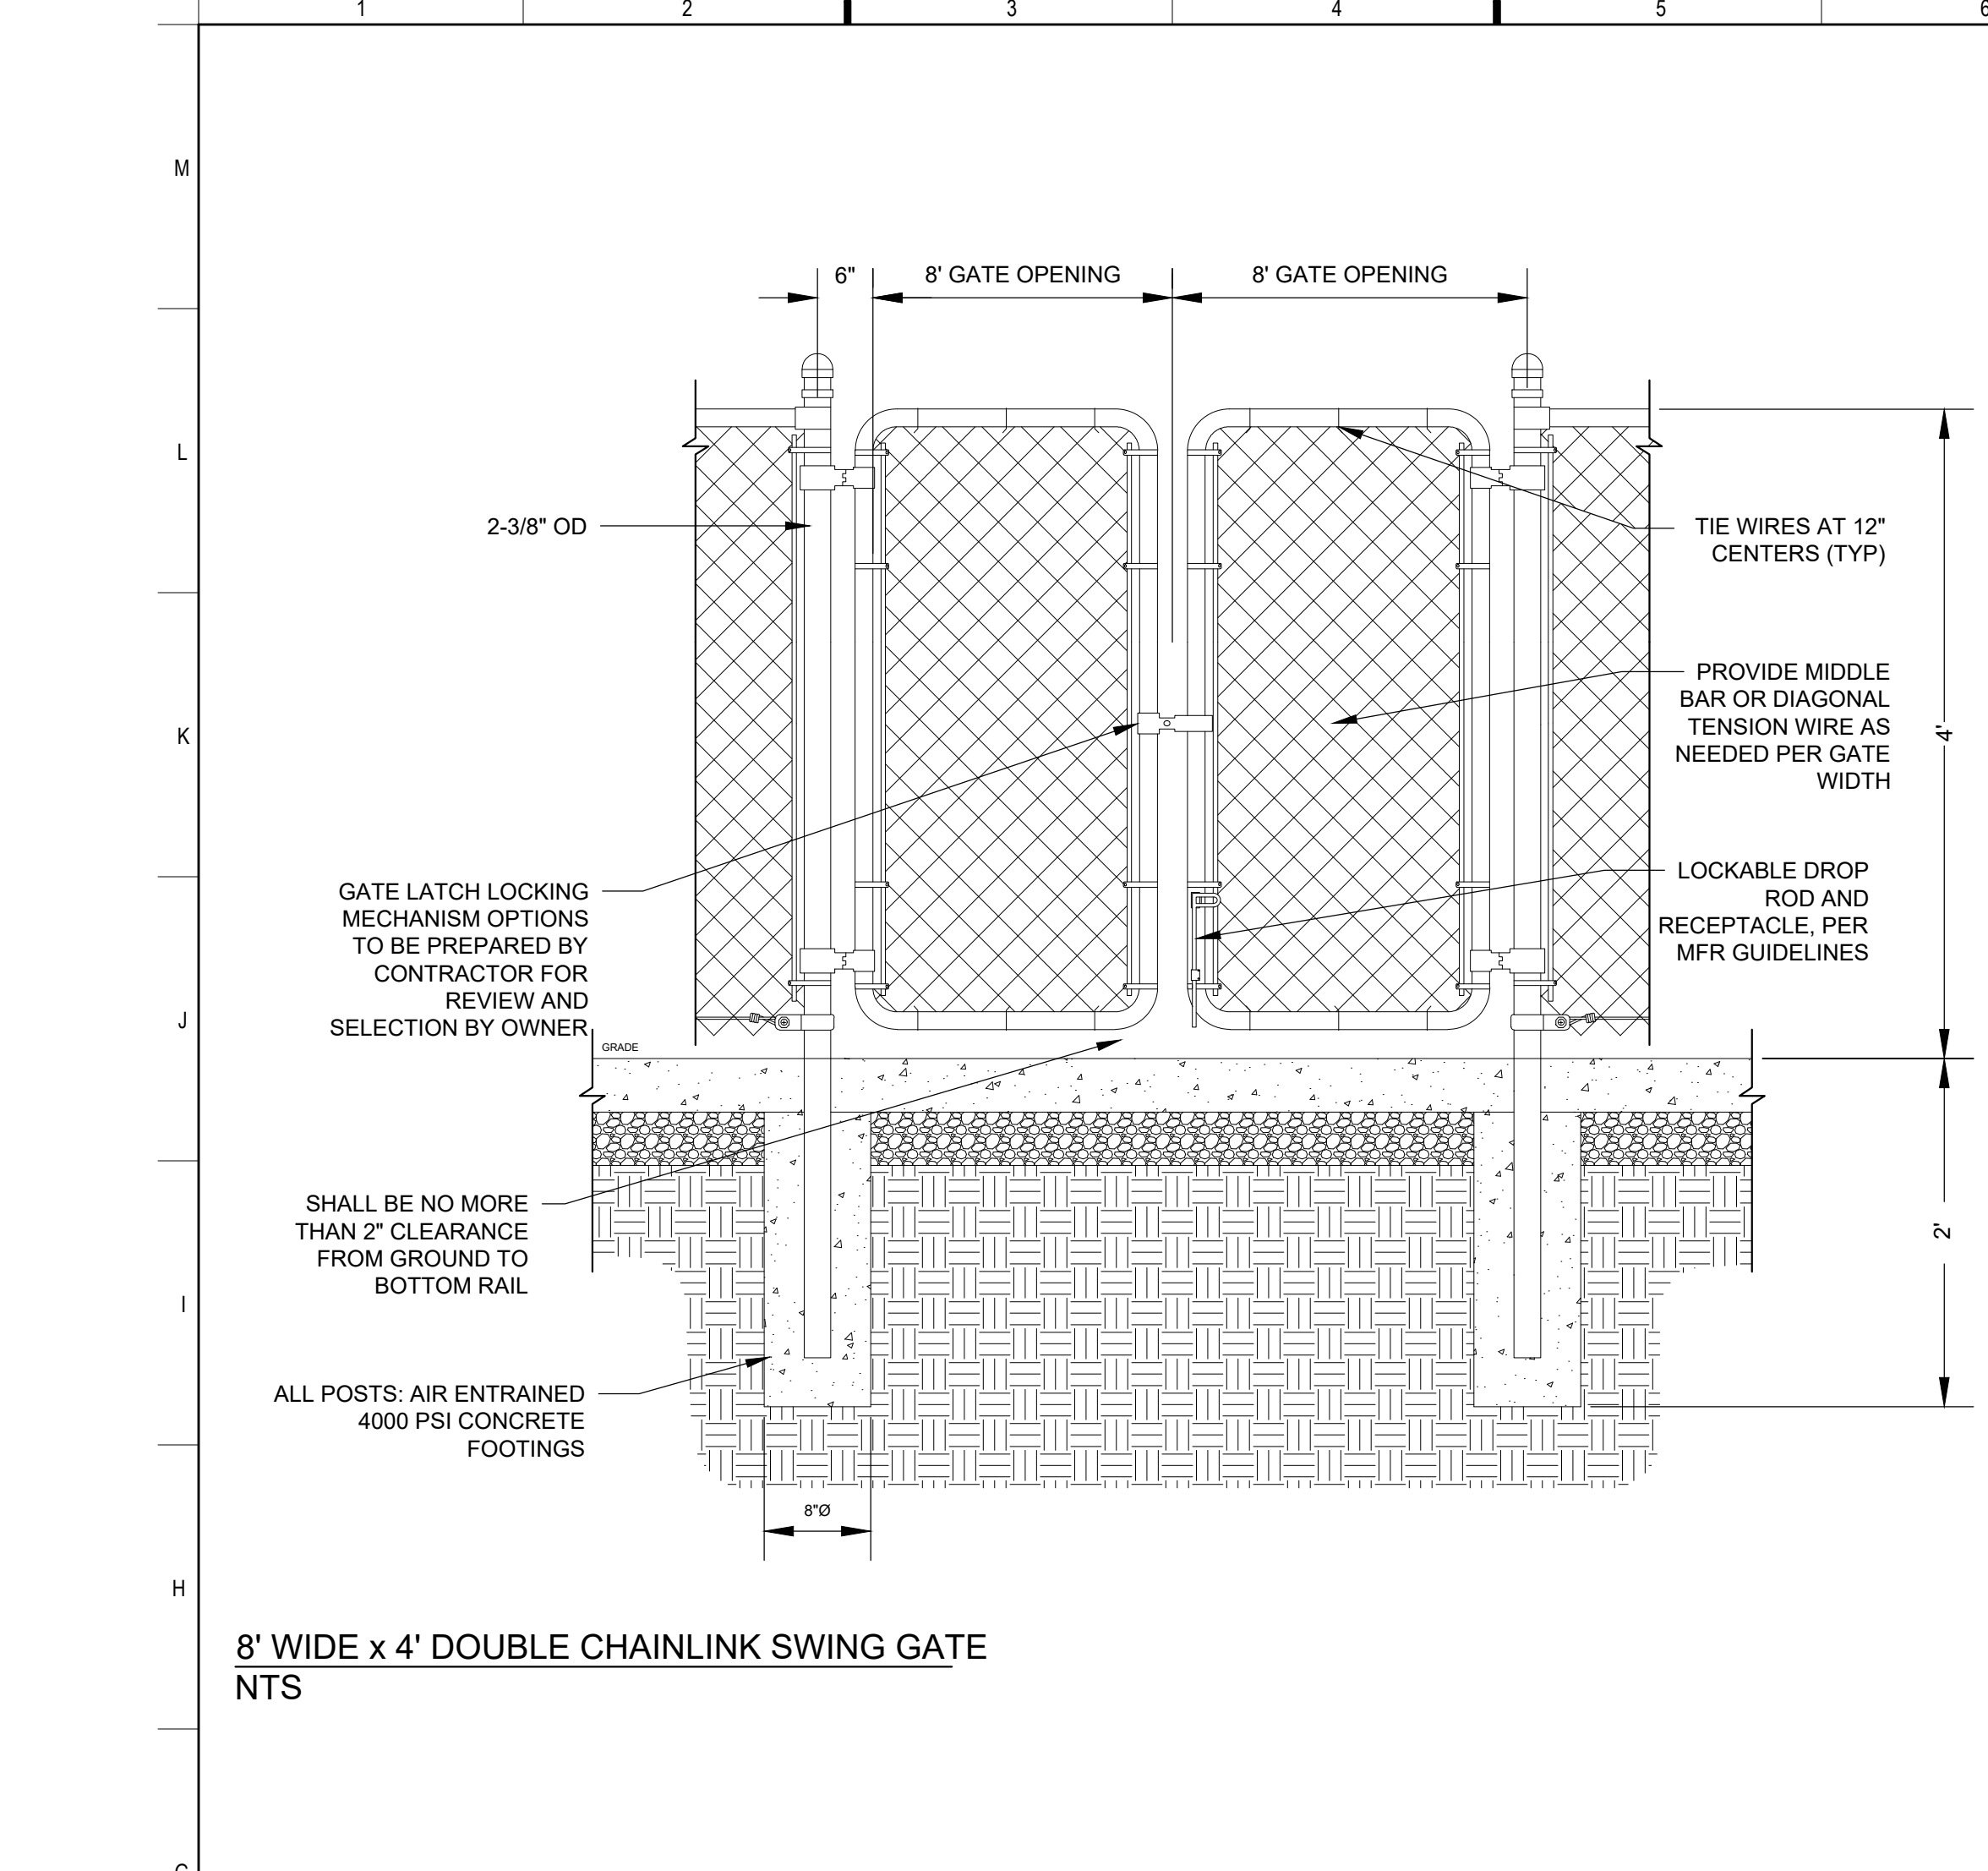 1
2
3
4
5
6
M
L
K
J
I
H
G
6"
8' GATE OPENING
8' GATE OPENING
2-3/8" OD
TIE WIRES AT 12"
CENTERS (TYP)
PROVIDE MIDDLE
BAR OR DIAGONAL
TENSION WIRE AS
NEEDED PER GATE
WIDTH
4'
GATE LATCH LOCKING
MECHANISM OPTIONS
TO BE PREPARED BY
CONTRACTOR FOR
REVIEW AND
SELECTION BY OWNER
LOCKABLE DROP
ROD AND
RECEPTACLE, PER
MFR GUIDELINES
GRADE
SHALL BE NO MORE
THAN 2" CLEARANCE
FROM GROUND TO
BOTTOM RAIL
2'
ALL POSTS: AIR ENTRAINED
4000 PSI CONCRETE
FOOTINGS
8"Ø
8' WIDE x 4' DOUBLE CHAINLINK SWING GATE
NTS